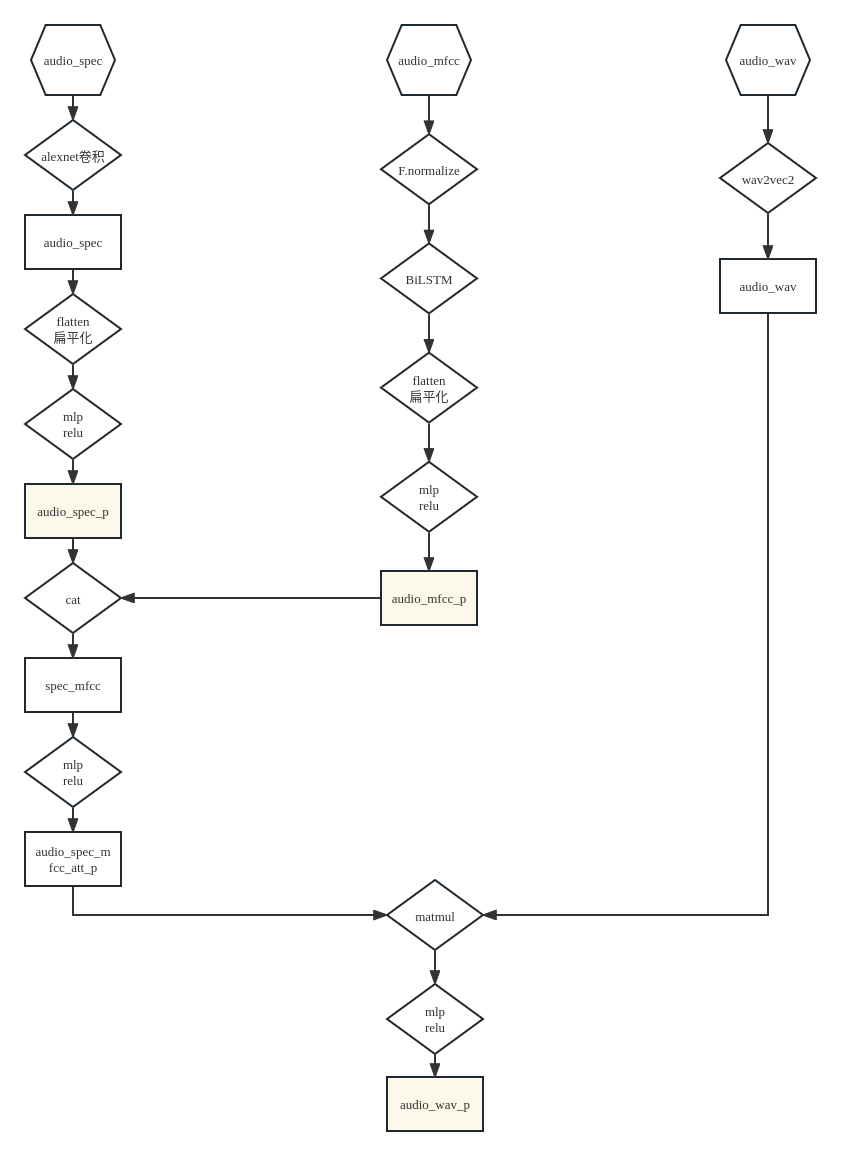 audio_spec
audio_mfcc
audio_wav
alexnet卷积
F.normalize
wav2vec2
audio_spec
BiLSTM
audio_wav
flatten
扁平化
flatten
扁平化
mlp
relu
mlp
relu
audio_spec_p
cat
audio_mfcc_p
spec_mfcc
mlp
relu
audio_spec_m
fcc_att_p
matmul
mlp
relu
audio_wav_p